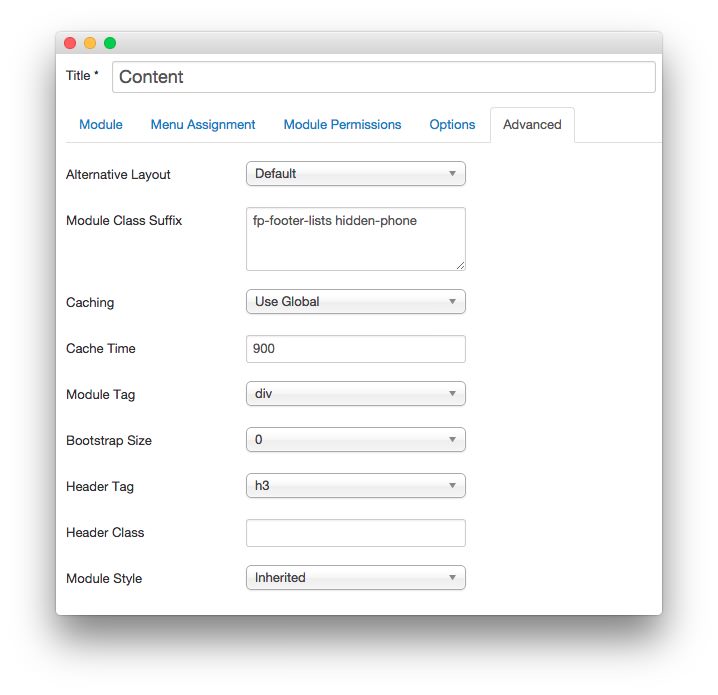 Title * Content
Module Menu Assignment Module Permissions Options Advanced
Alternative Layout Default
Module Class Suffix fp-footer-lists hidden-phone
Caching Use Global
Cache Time 900
Module Tag div
Bootstrap Size 0
Header Tag h3
Header Class
Module Style Inherited